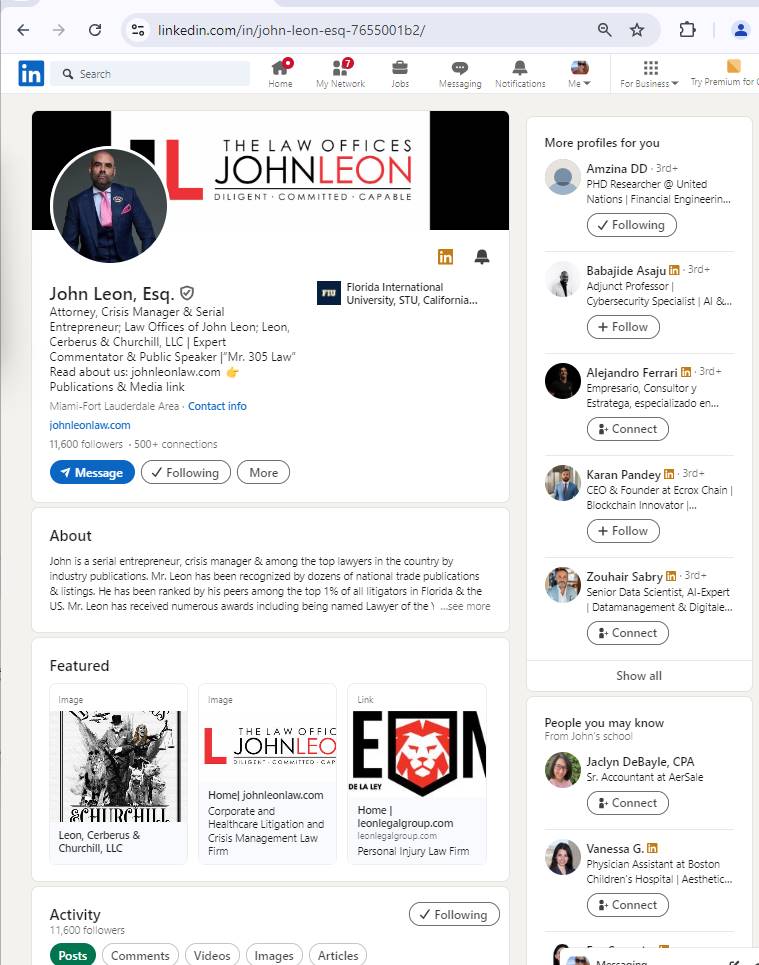 linkedin.com/in/john-leon-esq-7655001b2/
in
Search
Home
7
My Network
Jobs
Messaging
Notifications
Me
For Business
Try Premium for
THE LAW OFFICES
JOHNLEON
DILIGENT · COMMITTED · CAPABLE
John Leon, Esq.
Attorney, Crisis Manager & Serial
Entrepreneur; Law Offices of John Leon; Leon,
Cerberus & Churchill, LLC | Expert
Commentator & Public Speaker |"Mr. 305 Law"
Read about us: johnleonlaw.com 👉
Publications & Media link
FIU
Florida International
University, STU, California...
Miami-Fort Lauderdale Area · Contact info
johnleonlaw.com
11,600 followers · 500+ connections
Message
Following
More
About
John is a serial entrepreneur, crisis manager & among the top lawyers in the country by
industry publications. Mr. Leon has been recognized by dozens of national trade publications
& listings. He has been ranked by his peers among the top 1% of all litigators in Florida & the
US. Mr. Leon has received numerous awards including being named Lawyer of the ...see more
Featured
Image
&CHURCHILL
Leon, Cerberus &
Churchill, LLC
Image
THE LAW OFFIC
JOHNLEO
DILIGENT · COMMITTED · CAP
Home| johnleonlaw.com
Corporate and
Healthcare Litigation and
Crisis Management Law
Firm
Link
DE LA LEY
Home |
leonlegalgroup.com
leonlegalgroup.com
Personal Injury Law Firm
Activity
11,600 followers
Following
Posts
Comments
Videos
Images
Articles
More profiles for you
Amzina DD · 3rd+
PHD Researcher @ United
Nations | Financial Engineerin...
Following
Babajide Asaju in · 3rd+
Adjunct Professor |
Cybersecurity Specialist | AI &...
+ Follow
Alejandro Ferrari in · 3rd+
Empresario, Consultor y
Estratega, especializado en...
Connect
Karan Pandey in · 3rd+
CEO & Founder at Ecrox Chain |
Blockchain Innovator |...
+ Follow
Zouhair Sabry in · 3rd+
Senior Data Scientist, AI-Expert
| Datamanagement & Digitale...
Connect
Show all
People you may know
From John's school
Jaclyn DeBayle, CPA
Sr. Accountant at AerSale
Connect
Vanessa G. in
Physician Assistant at Boston
Children's Hospital | Aesthetic...
Connect
Messaging